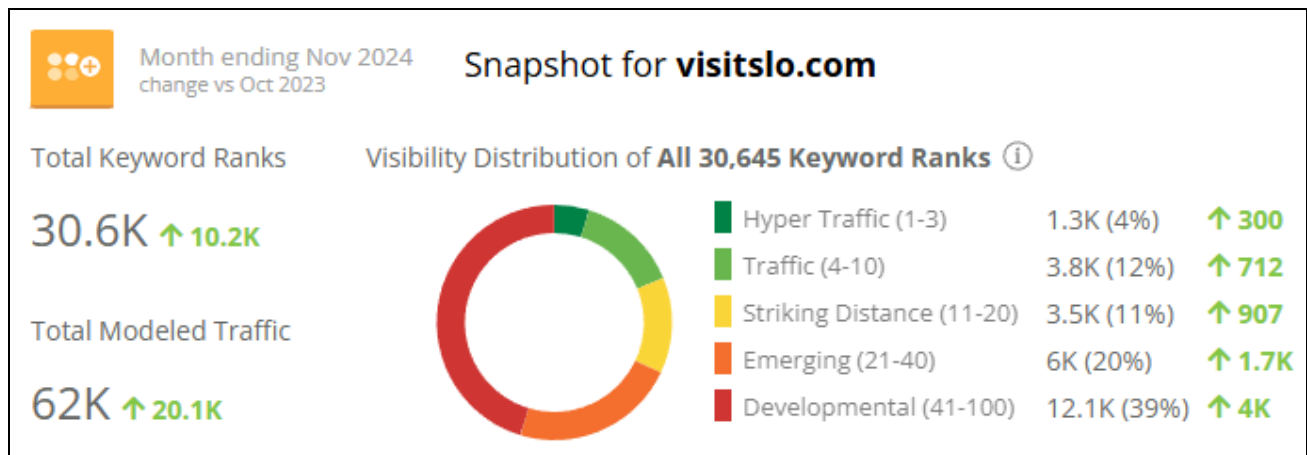 Month ending Nov 2024
change vs Oct 2023
Snapshot for visitslo.com
Total Keyword Ranks
30.6K ↑ 10.2K
Total Modeled Traffic
62K ↑ 20.1K
Visibility Distribution of All 30,645 Keyword Ranks ⓘ
Hyper Traffic (1-3) 1.3K (4%) ↑ 300
Traffic (4-10) 3.8K (12%) ↑ 712
Striking Distance (11-20) 3.5K (11%) ↑ 907
Emerging (21-40) 6K (20%) ↑ 1.7K
Developmental (41-100) 12.1K (39%) ↑ 4K